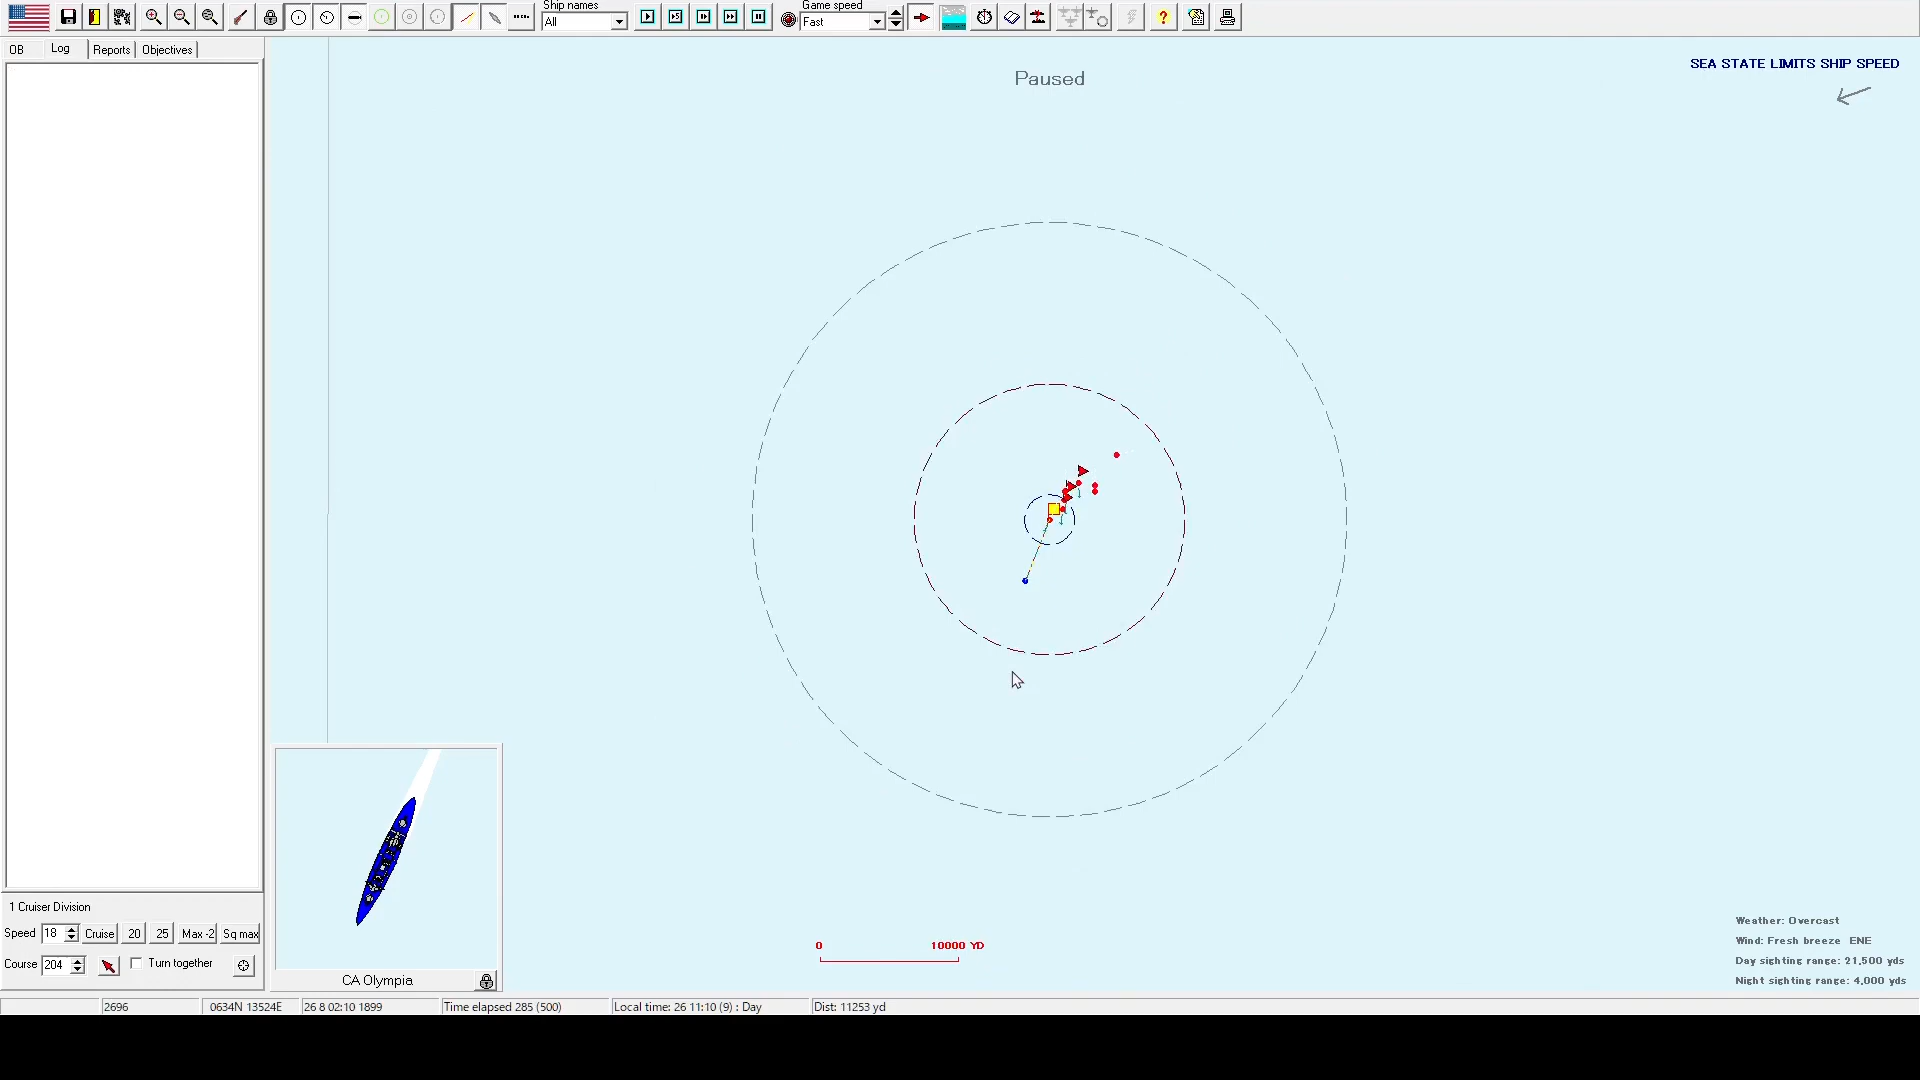 Ship names
All
Game speed
Fast
OB
Log
Reports
Objectives
Paused
SEA STATE LIMITS SHIP SPEED
1 Cruiser Division
Speed 18 Cruise 20 25 Max -2 Sq max
Course 204 Turn together
CA Olympia
0 10000 YD
Weather: Overcast
Wind: Fresh breeze ENE
Day sighting range: 21,500 yds
Night sighting range: 4,000 yds
2696 0634N 13524E 26 8 02:10 1899 Time elapsed 285 (500) Local time: 26 11:10 (9) : Day Dist: 11253 yd